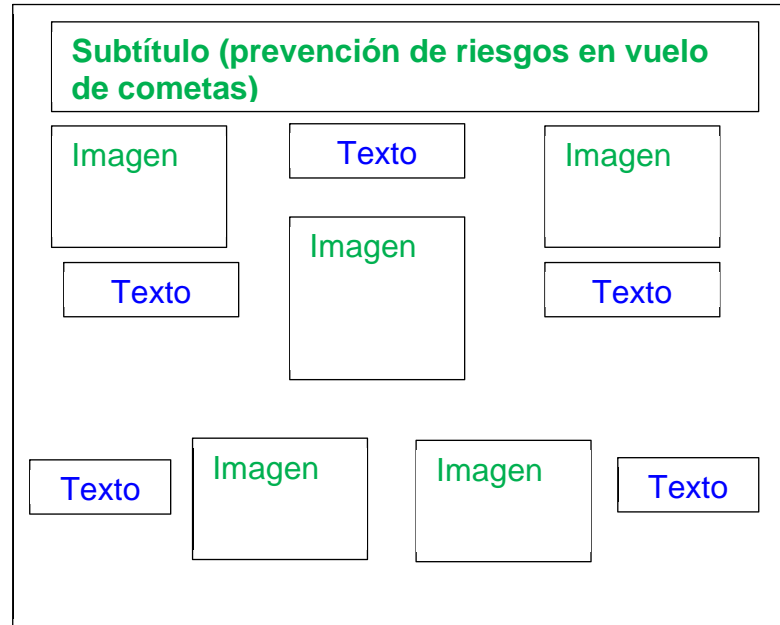 Subtítulo (prevención de riesgos en vuelo
de cometas)
Imagen
Texto
Imagen
Imagen
Texto
Texto
Texto
Imagen
Imagen
Texto